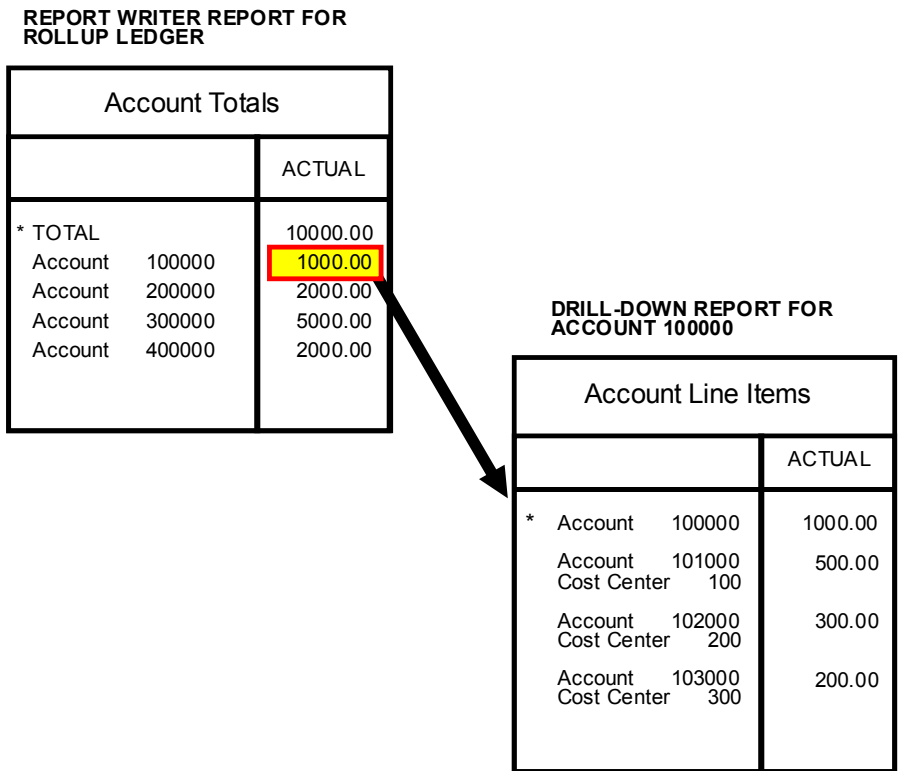 REPORT WRITER REPORT FOR
ROLLUP LEDGER
Account Totals
ACTUAL
* TOTAL 10000.00
Account 100000 1000.00
Account 200000 2000.00
Account 300000 5000.00
Account 400000 2000.00
DRILL-DOWN REPORT FOR
ACCOUNT 100000
Account Line Items
ACTUAL
* Account 100000 1000.00
Account 101000 500.00
Cost Center 100
Account 102000 300.00
Cost Center 200
Account 103000 200.00
Cost Center 300